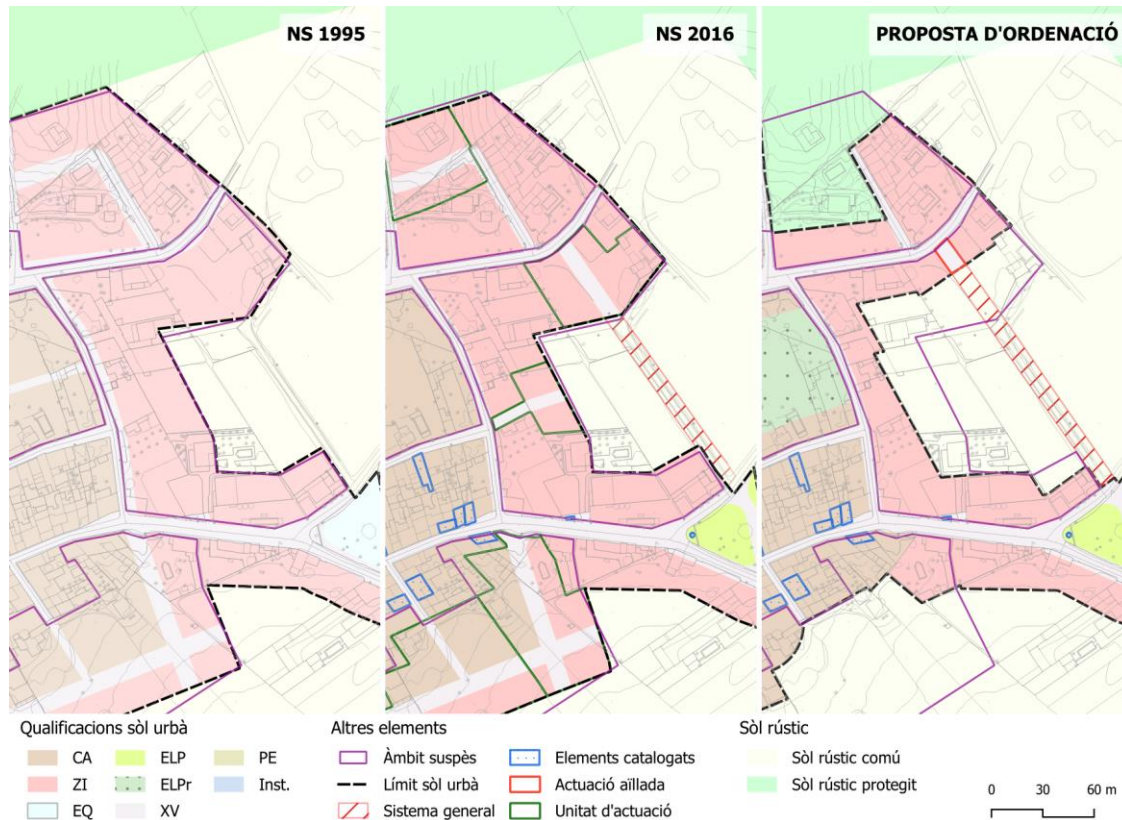 NS 1995
NS 2016
PROPOSTA D'ORDENACIÓ
Qualificacions sòl urbà
CA
ELP
PE
ZI
ELPr
Inst.
EQ
XV
Altres elements
Àmbit suspès
Elements catalogats
Límit sòl urbà
Actuació aïllada
Sistema general
Unitat d'actuació
Sòl rústic
Sòl rústic comú
Sòl rústic protegit
0 30 60 m